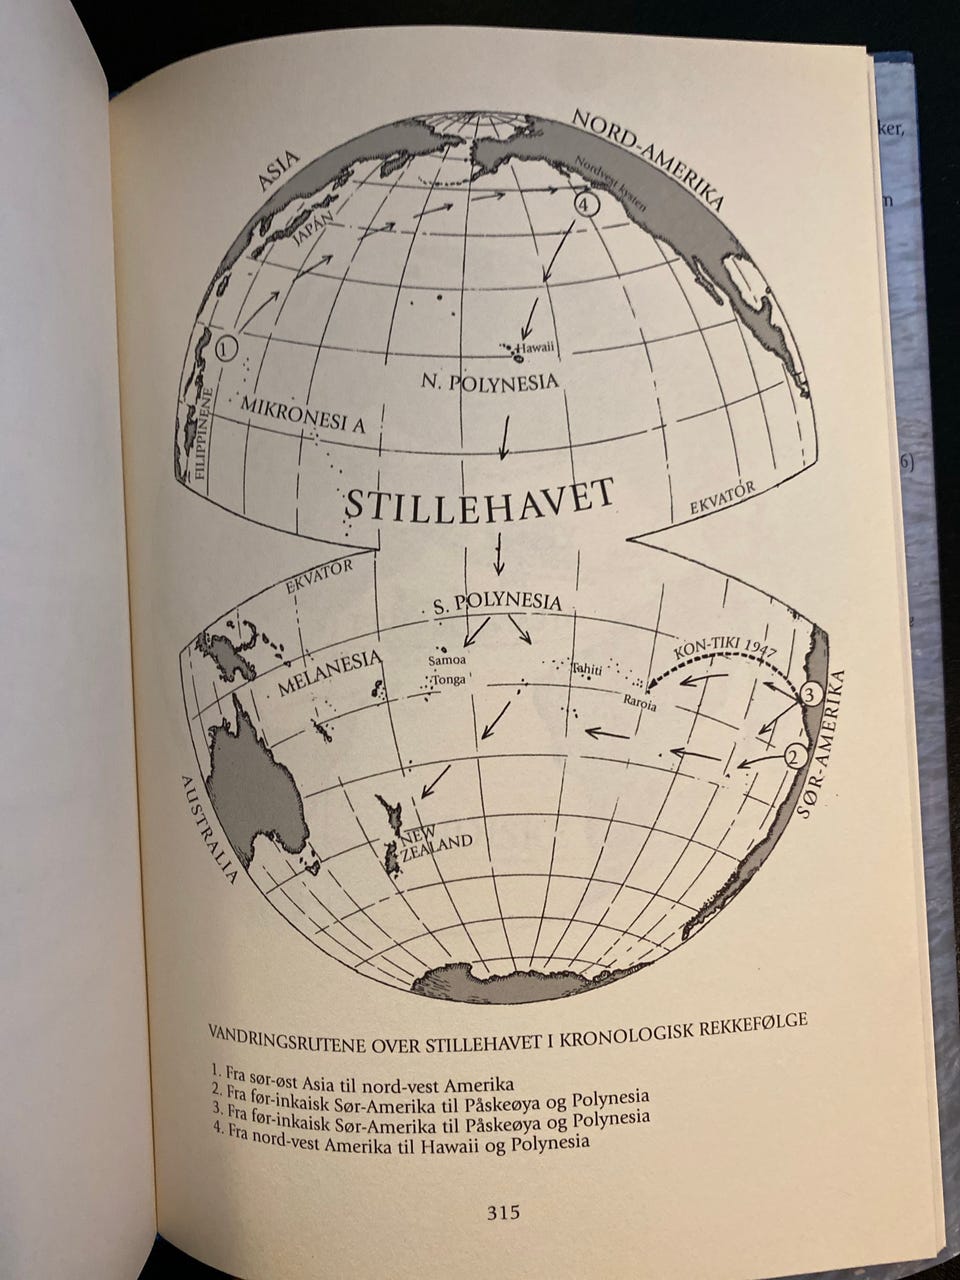 ker,
m
6)
e
NORD-AMERIKA
ASIA
Nordvest kysten
4
JAPAN
1
Hawaii
N. POLYNESIA
MIKRONESI A
FILIPPINENE
STILLEHAVET
EKVATOR
EKVATOR
S. POLYNESIA
KON-TIKI 1947
MELANESIA
Samoa
Tahiti
Tonga
Raroia
3
2
SØR-AMERIKA
AUSTRALIA
NEW
ZEALAND
VANDRINGSRUTENE OVER STILLEHAVET I KRONOLOGISK REKKEFØLGE
1. Fra sør-øst Asia til nord-vest Amerika
2. Fra før-inkaisk Sør-Amerika til Påskeøya og Polynesia
3. Fra før-inkaisk Sør-Amerika til Påskeøya og Polynesia
4. Fra nord-vest Amerika til Hawaii og Polynesia
315